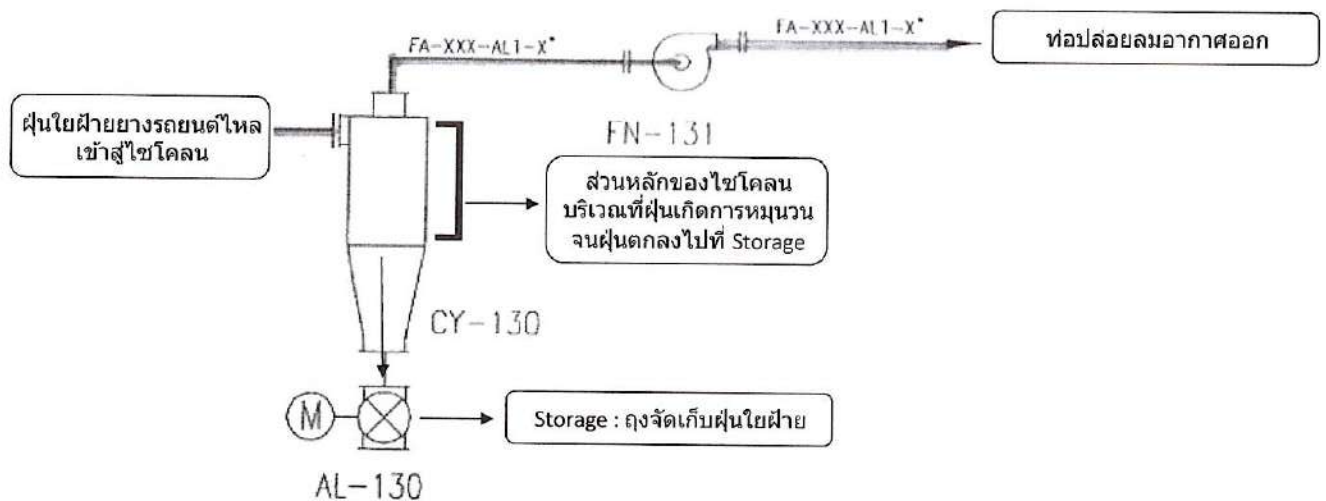 FA-XXX-AL1-X"
FA-XXX-AL1-X"
ท่อปล่อยลมอากาศออก
ฝุ่นใยฝ้ายยางรถยนต์ไหล
เข้าสู่ไซโคลน
FN-131
ส่วนหลักของไซโคลน
บริเวณที่ฝุ่นเกิดการหมุนวน
จนฝุ่นตกลงไปที่ Storage
CY-130
M
Storage : ถุงจัดเก็บฝุ่นใยฝ้าย
AL-130